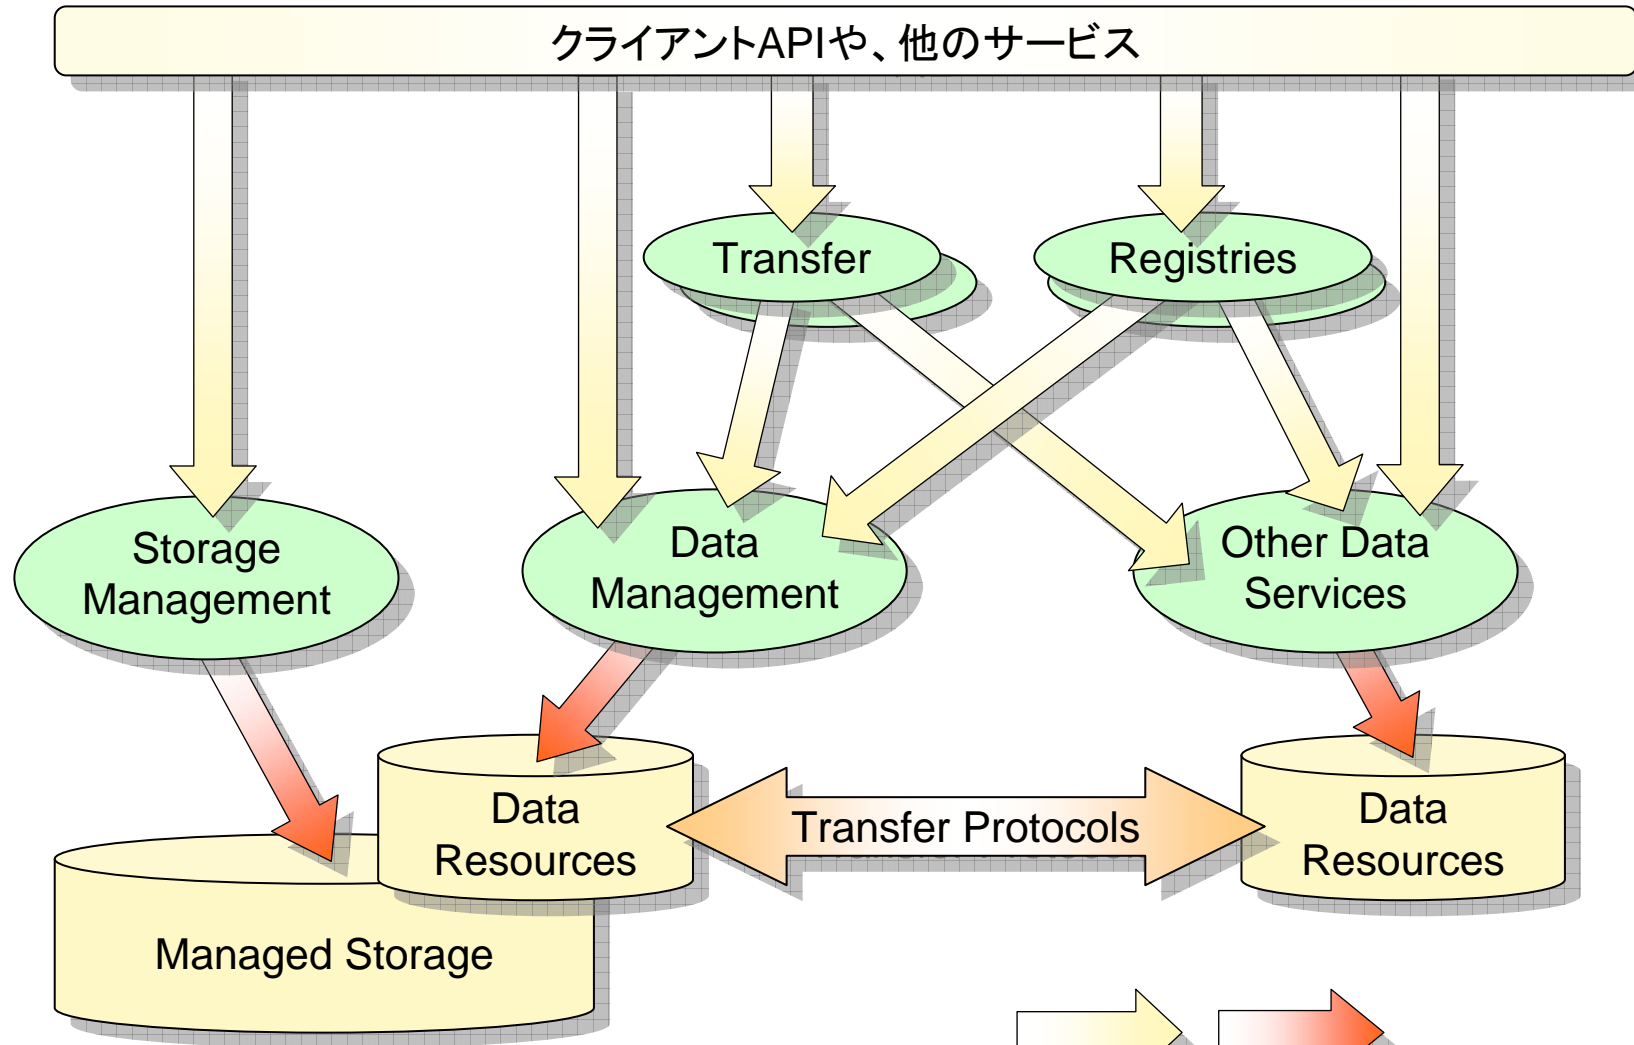 クライアントAPIや、他のサービス
Transfer
Registries
Storage
Management
Data
Management
Other Data
Services
Data
Resources
Transfer Protocols
Data
Resources
Managed Storage